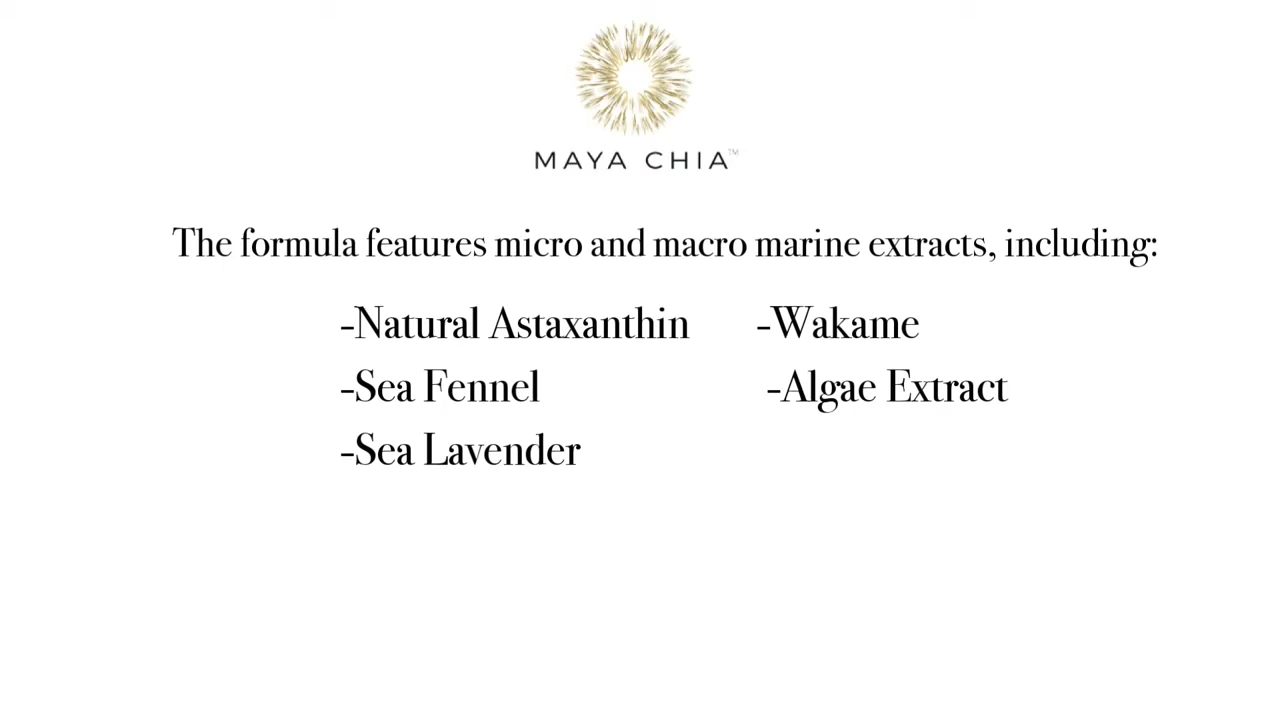 MAYA CHIA™
The formula features micro and macro marine extracts, including:
-Natural Astaxanthin
-Sea Fennel
-Sea Lavender
-Wakame
-Algae Extract